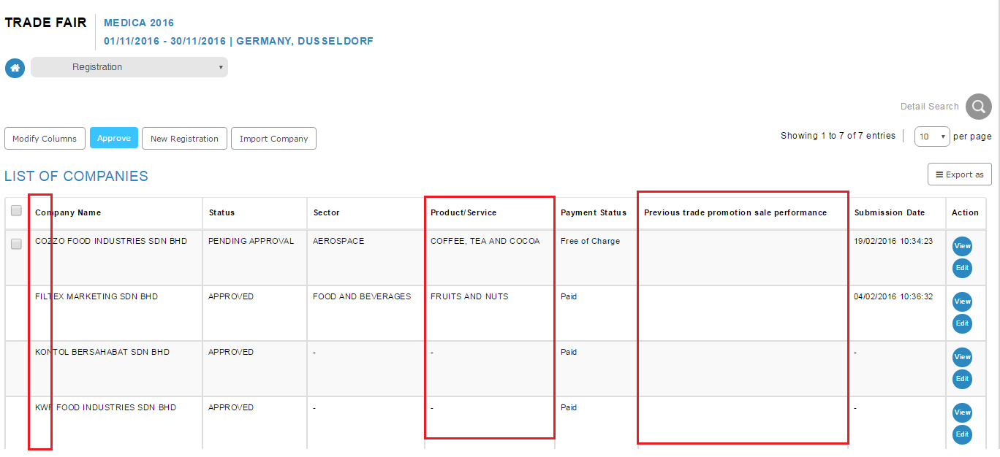 TRADE FAIR
MEDICA 2016
01/11/2016 - 30/11/2016 | GERMANY, DUSSELDORF
Registration
Detail Search
Modify Columns Approve New Registration Import Company Showing 1 to 7 of 7 entries 10 per page
LIST OF COMPANIES Export as
Company Name Status Sector Product/Service Payment Status Previous trade promotion sale performance Submission Date Action
COZZO FOOD INDUSTRIES SDN BHD PENDING APPROVAL AEROSPACE COFFEE, TEA AND COCOA Free of Charge 19/02/2016 10:34:23 View
Edit
FILTEX MARKETING SDN BHD APPROVED FOOD AND BEVERAGES FRUITS AND NUTS Paid 04/02/2016 10:36:32 View
Edit
KONTOL BERSAHABAT SDN BHD APPROVED - - Paid - View
Edit
KWF FOOD INDUSTRIES SDN BHD APPROVED - - Paid - View
Edit